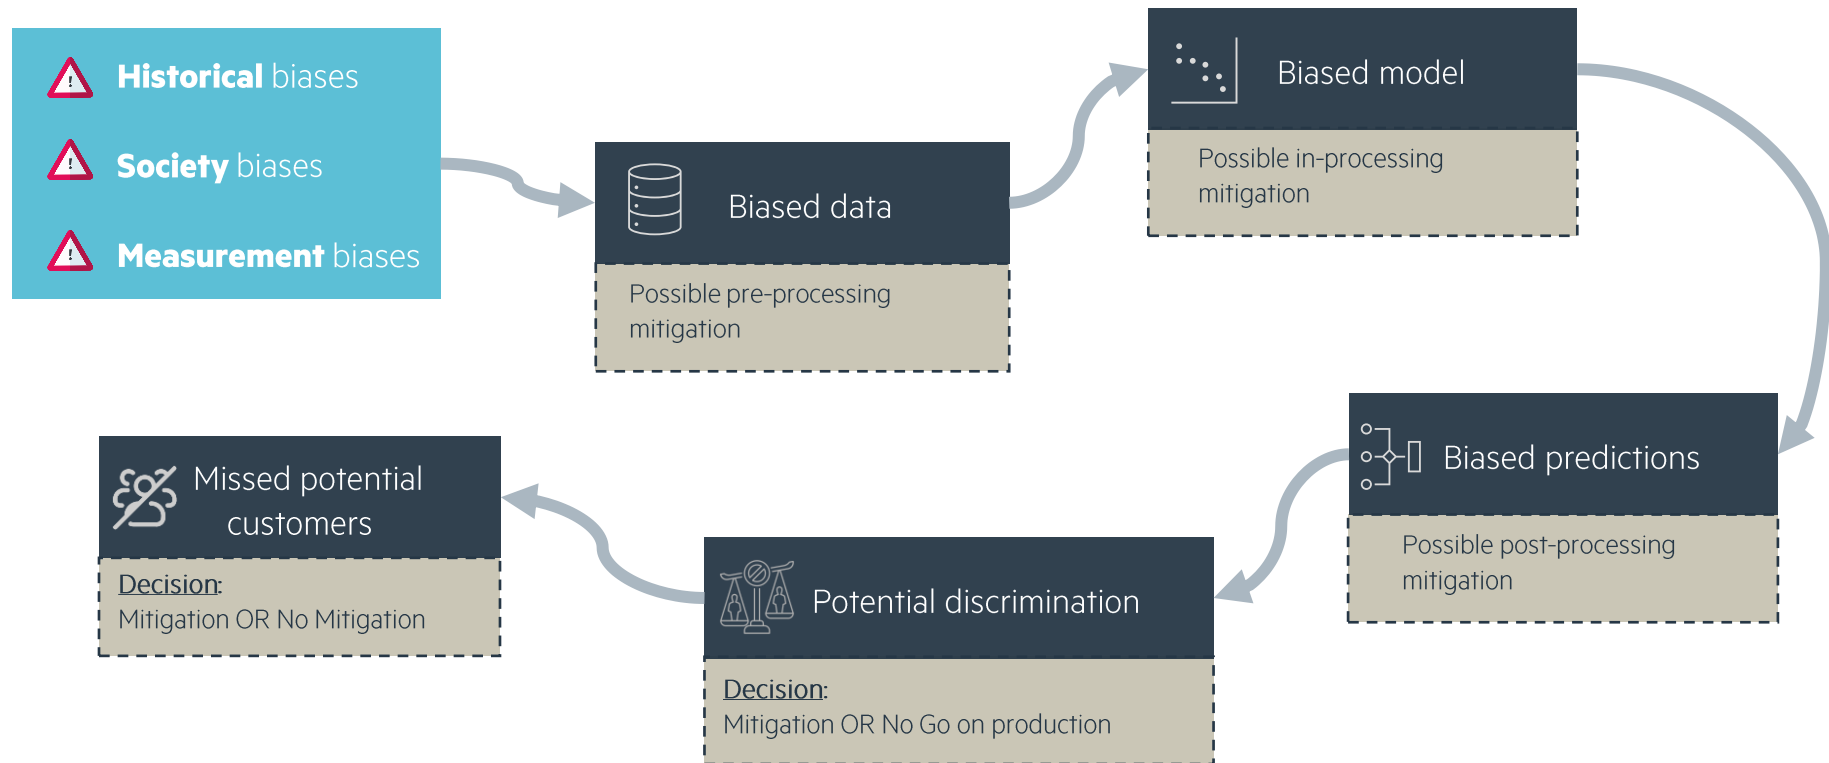 Historical biases
Society biases
Measurement biases
Biased data
Possible pre-processing
mitigation
Biased model
Possible in-processing
mitigation
Biased predictions
Possible post-processing
mitigation
Potential discrimination
Decision:
Mitigation OR No Go on production
Missed potential
customers
Decision:
Mitigation OR No Mitigation